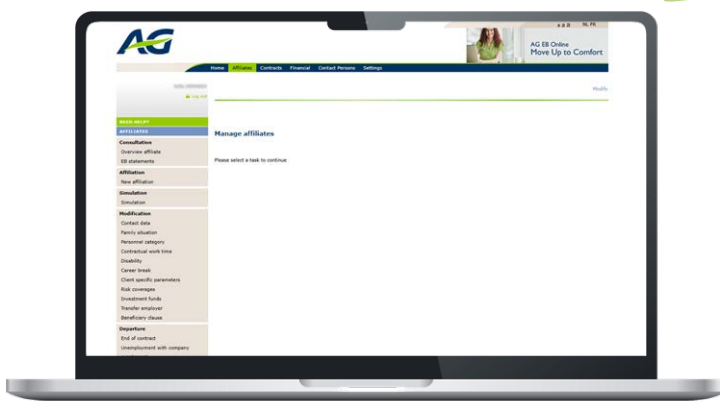 AG
a a a NL FR
AG EB Online
Move Up to Comfort
Home Affiliates Contracts Financial Contact Persons Settings
Log out
Modify
NEED HELP?
AFFILIATES
Manage affiliates
Please select a task to continue
Consultation
Overview affiliate
EB statements
Affiliation
New affiliation
Simulation
Simulation
Modification
Contact data
Family situation
Personnel category
Contractual work time
Disability
Career break
Client specific parameters
Risk coverages
Investment funds
Transfer employer
Beneficiary clause
Departure
End of contract
Unemployment with company